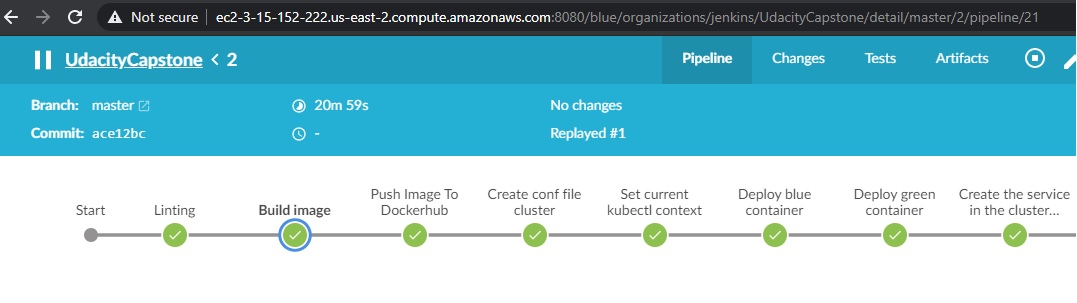 Not secure | ec2-3-15-152-222.us-east-2.compute.amazonaws.com:8080/blue/organizations/jenkins/UdacityCapstone/detail/master/2/pipeline/21
UdacityCapstone < 2 Pipeline Changes Tests Artifacts
Branch: master 20m 59s No changes
Commit: ace12bc - Replayed #1
Start
Linting
Build image
Push Image To
Dockerhub
Create conf file
cluster
Set current
kubectl context
Deploy blue
container
Deploy green
container
Create the service
in the cluster...